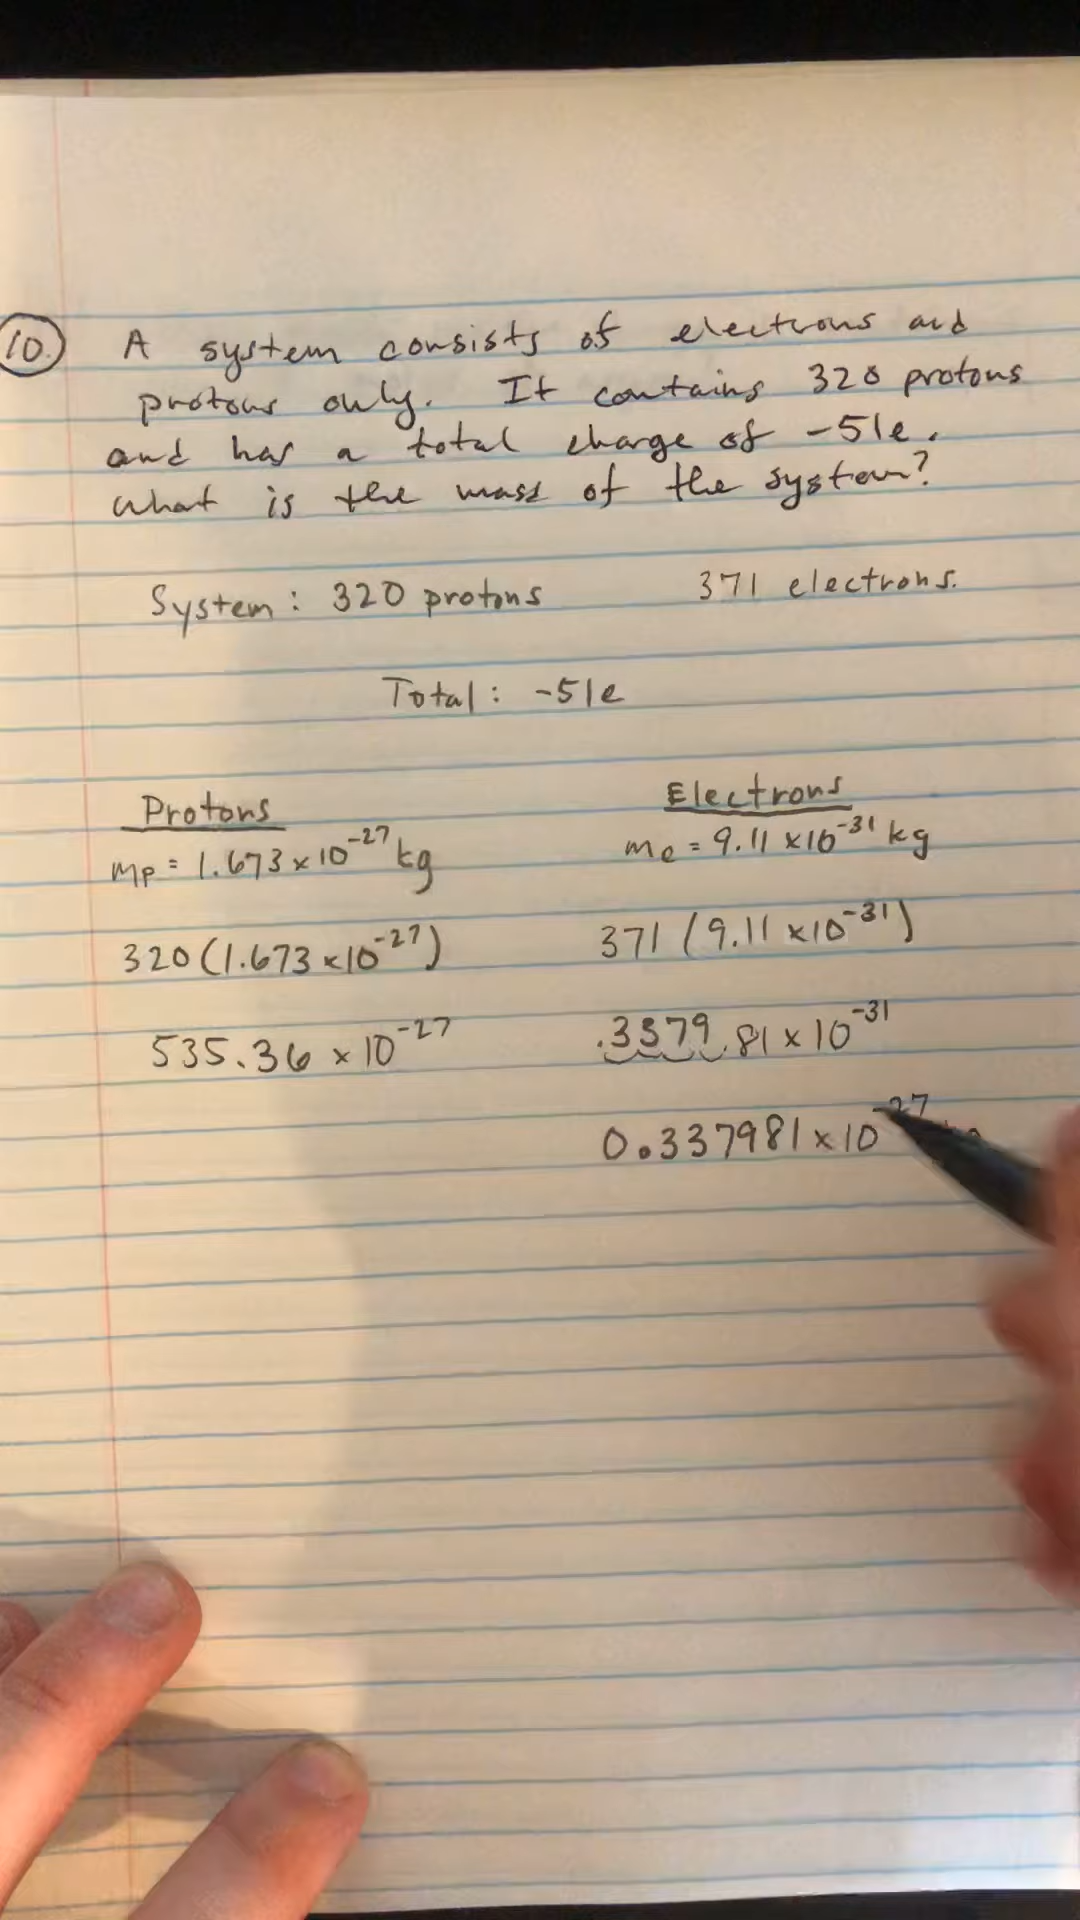 10.
A system consists of electrons and
protons only. It contains 320 protons
and has a total charge of -51e.
What is the mass of the system?
System: 320 protons 371 electrons.
Total: -51e
Protons Electrons
mp = 1.673 x 10^-27 kg me = 9.11 x 10^-31 kg
320(1.673 x 10^-27) 371(9.11 x 10^-31)
535.36 x 10^-27 .3379.81 x 10^-31
0.337981 x 10^-27